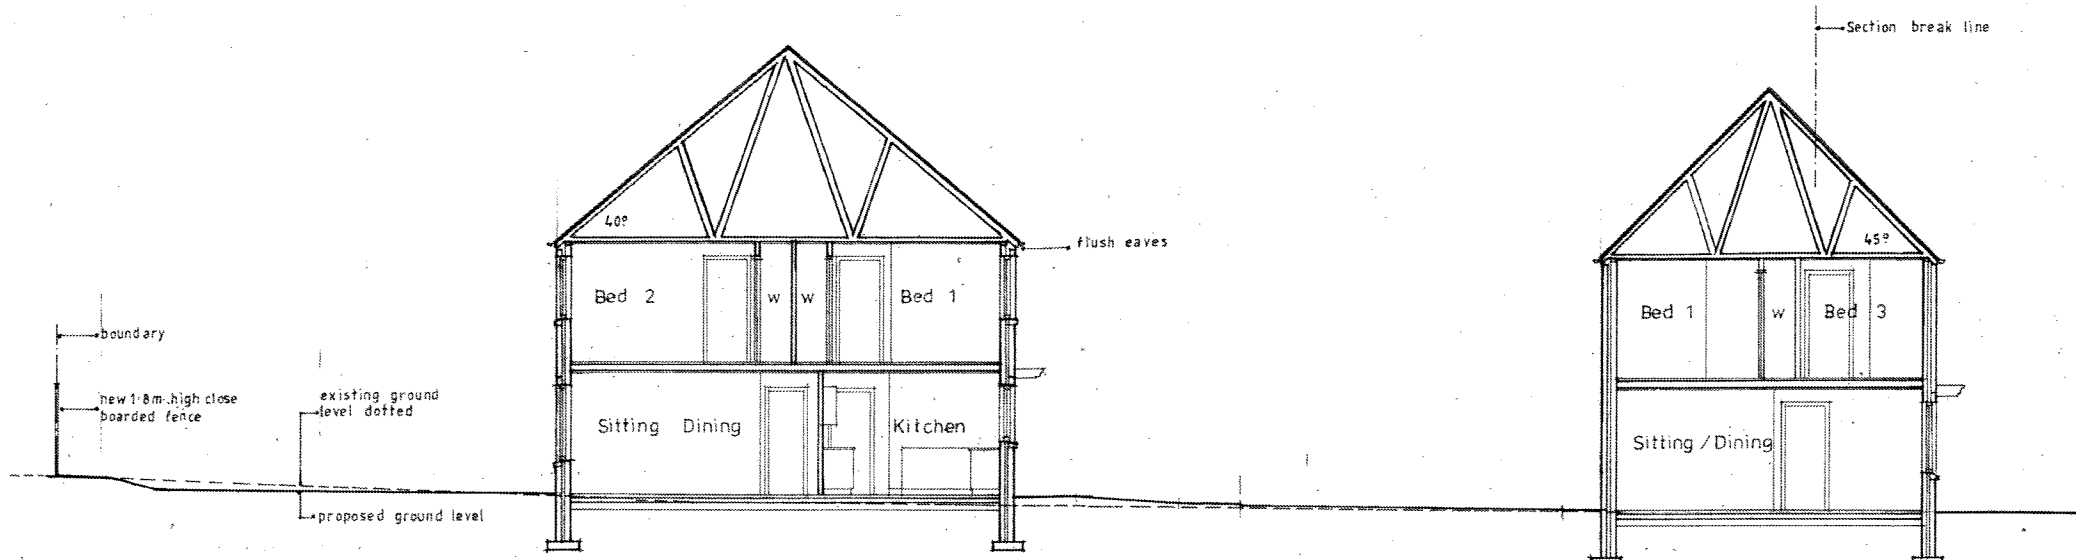 Section break line
40°
45°
flush eaves
Bed 2
w
w
Bed 1
Bed 1
w
Bed 3
boundary
new 1·8m. high close
boarded fence
existing ground
level dotted
Sitting Dining
Kitchen
Sitting / Dining
proposed ground level